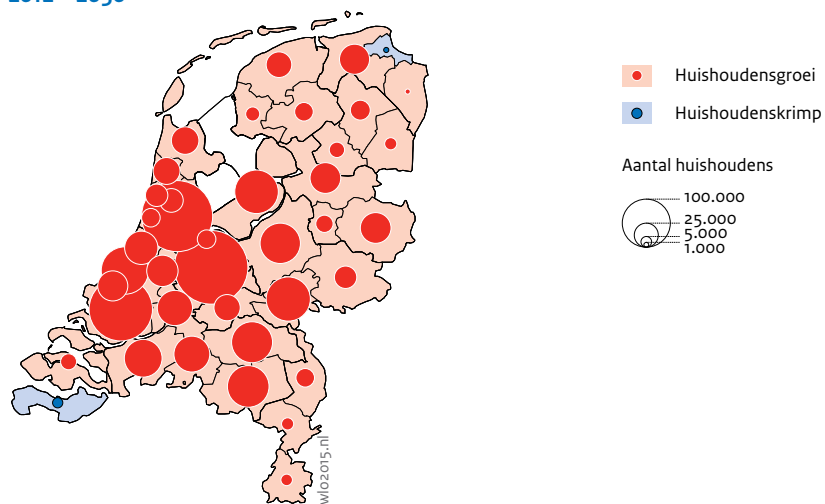 Huishoudensgroei
Huishoudenskrimp
Aantal huishoudens
100.000
25.000
5.000
1.000
wlo2015.nl